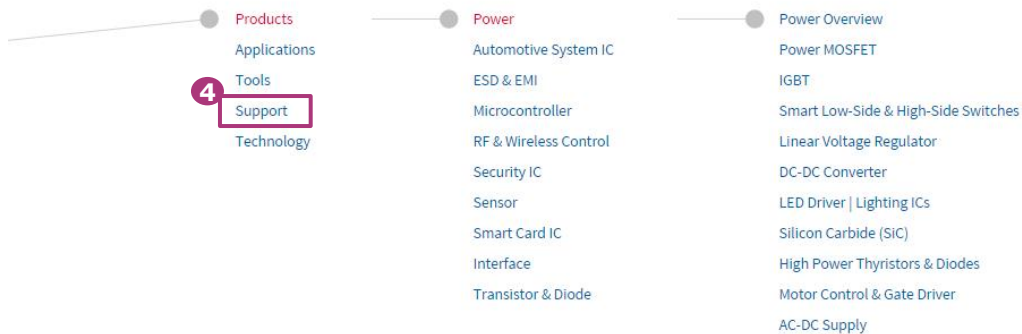 Products
Applications
Tools
4
Support
Technology
Power
Automotive System IC
ESD & EMI
Microcontroller
RF & Wireless Control
Security IC
Sensor
Smart Card IC
Interface
Transistor & Diode
Power Overview
Power MOSFET
IGBT
Smart Low-Side & High-Side Switches
Linear Voltage Regulator
DC-DC Converter
LED Driver | Lighting ICs
Silicon Carbide (SiC)
High Power Thyristors & Diodes
Motor Control & Gate Driver
AC-DC Supply